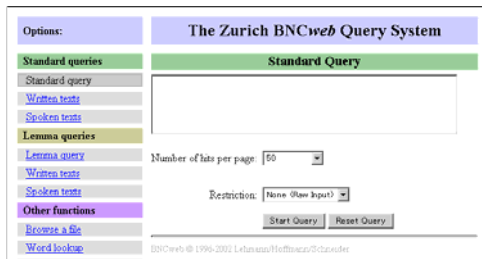 Options:
The Zurich BNCweb Query System
Standard queries
Standard Query
Standard query
Written texts
Spoken texts
Lemma queries
Lemma query
Written texts
Spoken texts
Other functions
Browse a file
Word lookup
Number of hits per page: 50
Restriction: None (Raw Input)
Start Query Reset Query
BNCweb © 1996-2002 Lehmann/Hoffmann/Schneider